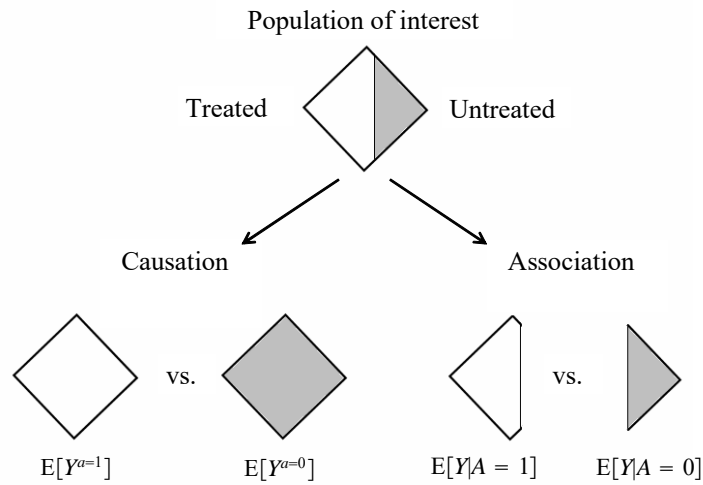 Population of interest
Treated
Untreated
Causation
Association
vs.
vs.
E[Y^{a=1}]
E[Y^{a=0}]
E[Y|A = 1]
E[Y|A = 0]